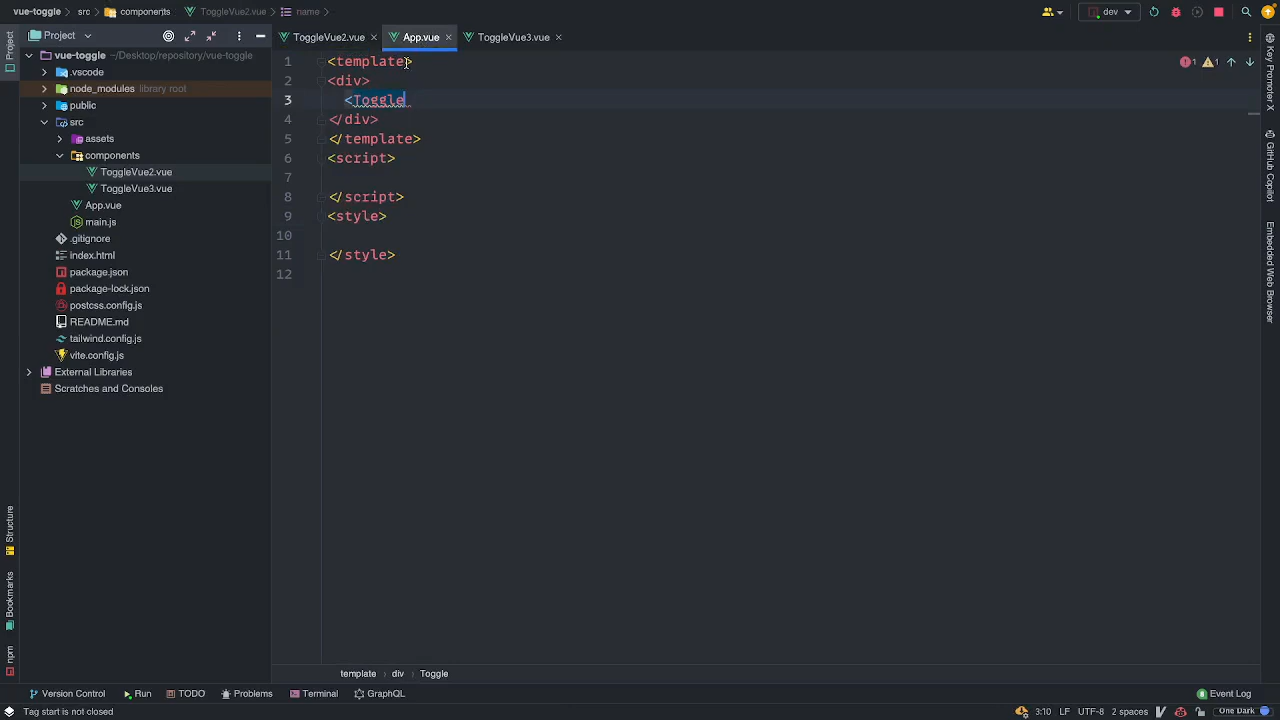 vue-toggle
src
components
ToggleVue2.vue
name
dev
Project
ToggleVue2.vue
App.vue
ToggleVue3.vue
Project
vue-toggle ~/Desktop/repository/vue-toggle
.vscode
node_modules library root
public
src
assets
components
ToggleVue2.vue
ToggleVue3.vue
App.vue
main.js
.gitignore
index.html
package.json
package-lock.json
postcss.config.js
README.md
tailwind.config.js
vite.config.js
External Libraries
Scratches and Consoles
1 <template>
2 <div>
3 <Toggle
4 </div>
5 </template>
6 <script>
7
8 </script>
9 <style>
10
11 </style>
12
1 1
Key Promoter X
GitHub Copilot
Embedded Web Browser
Structure
Bookmarks
npm
template
div
Toggle
Version Control
Run
TODO
Problems
Terminal
GraphQL
8 Event Log
Tag start is not closed
3:10 LF UTF-8 2 spaces One Dark